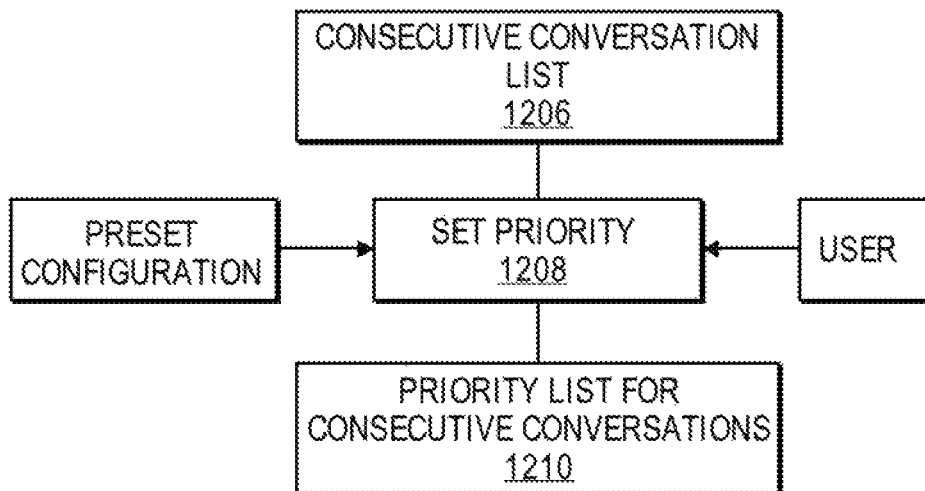 CONSECUTIVE CONVERSATION
LIST
1206
PRESET
CONFIGURATION
SET PRIORITY
1208
USER
PRIORITY LIST FOR
CONSECUTIVE CONVERSATIONS
1210